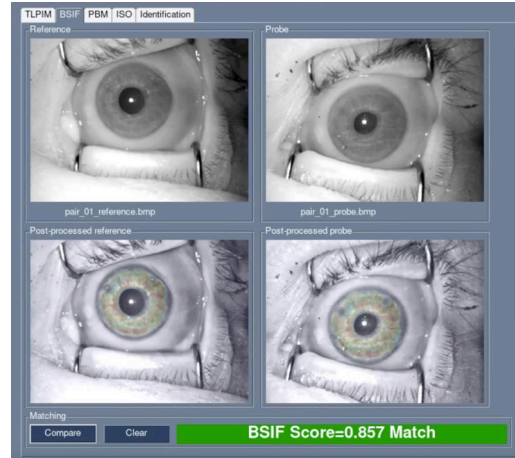 TLPIM BSIF PBM ISO Identification
Reference Probe
pair_01_reference.bmp pair_01_probe.bmp
Post-processed reference Post-processed probe
Matching
Compare Clear BSIF Score=0.857 Match